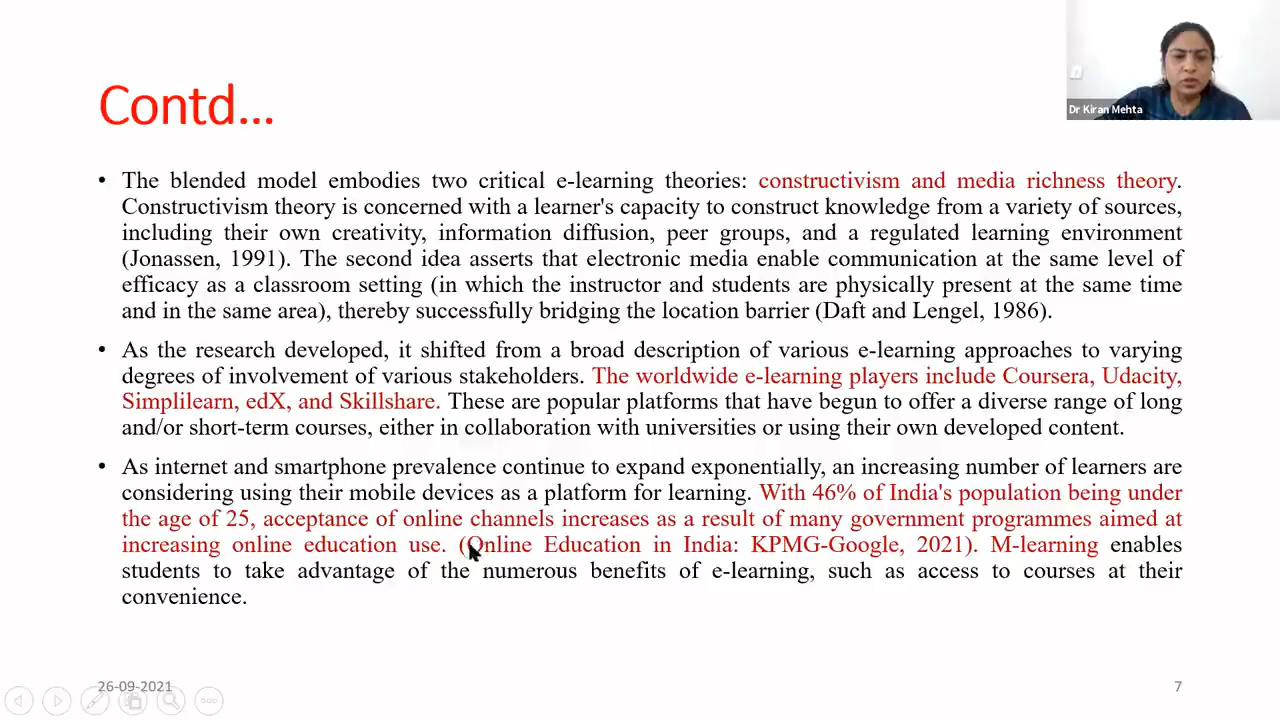 Dr Kiran Mehta
Contd...
• The blended model embodies two critical e-learning theories: constructivism and media richness theory.
Constructivism theory is concerned with a learner's capacity to construct knowledge from a variety of sources,
including their own creativity, information diffusion, peer groups, and a regulated learning environment
(Jonassen, 1991). The second idea asserts that electronic media enable communication at the same level of
efficacy as a classroom setting (in which the instructor and students are physically present at the same time
and in the same area), thereby successfully bridging the location barrier (Daft and Lengel, 1986).
• As the research developed, it shifted from a broad description of various e-learning approaches to varying
degrees of involvement of various stakeholders. The worldwide e-learning players include Coursera, Udacity,
Simplilearn, edX, and Skillshare. These are popular platforms that have begun to offer a diverse range of long
and/or short-term courses, either in collaboration with universities or using their own developed content.
• As internet and smartphone prevalence continue to expand exponentially, an increasing number of learners are
considering using their mobile devices as a platform for learning. With 46% of India's population being under
the age of 25, acceptance of online channels increases as a result of many government programmes aimed at
increasing online education use. (Online Education in India: KPMG-Google, 2021). M-learning enables
students to take advantage of the numerous benefits of e-learning, such as access to courses at their
convenience.
26-09-2021
7